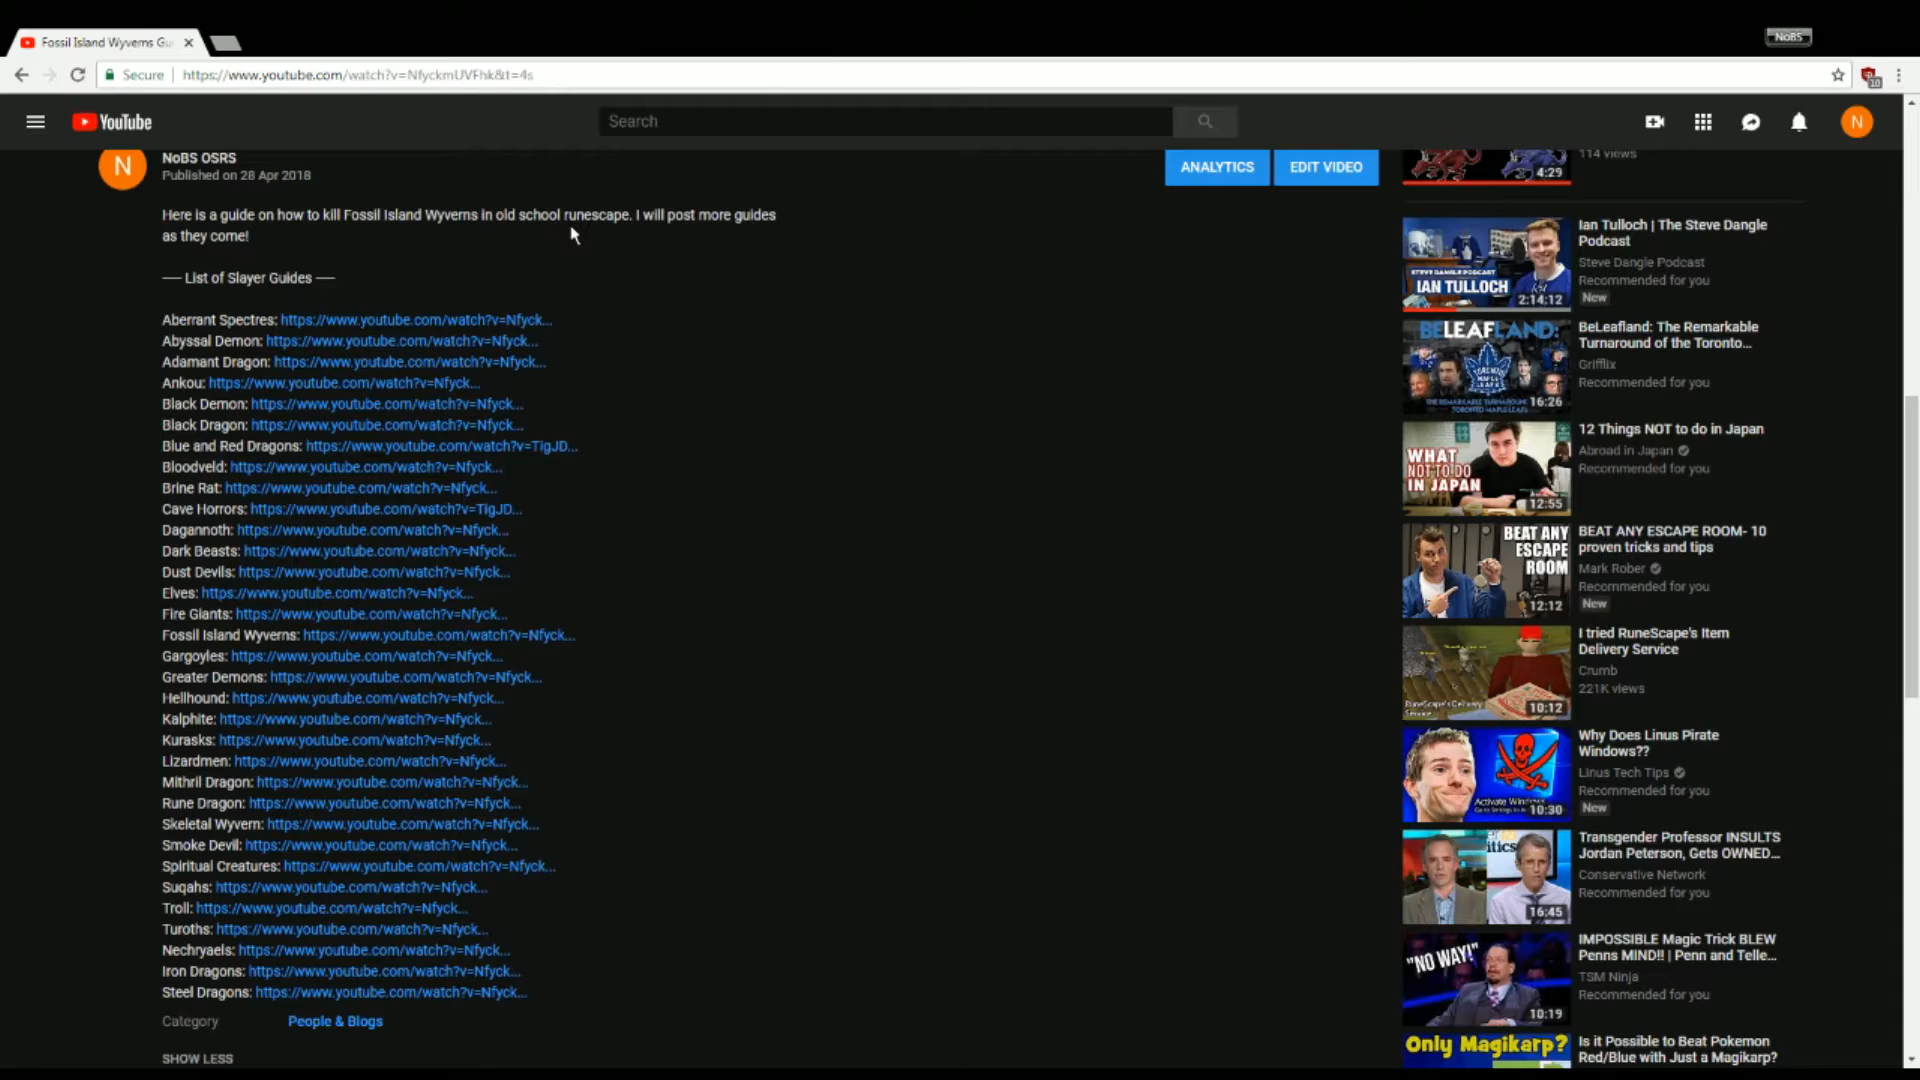 Fossil Island Wyverns Gu
NoBS
Secure
https://www.youtube.com/watch?v=NfyckmUVFhk&t=4s
10
YouTube
Search
N
N
NoBS OSRS
Published on 28 Apr 2018
ANALYTICS
EDIT VIDEO
Here is a guide on how to kill Fossil Island Wyverns in old school runescape. I will post more guides
as they come!
── List of Slayer Guides ──
Aberrant Spectres: https://www.youtube.com/watch?v=Nfyck...
Abyssal Demon: https://www.youtube.com/watch?v=Nfyck...
Adamant Dragon: https://www.youtube.com/watch?v=Nfyck...
Ankou: https://www.youtube.com/watch?v=Nfyck...
Black Demon: https://www.youtube.com/watch?v=Nfyck...
Black Dragon: https://www.youtube.com/watch?v=Nfyck...
Blue and Red Dragons: https://www.youtube.com/watch?v=TigJD...
Bloodveld: https://www.youtube.com/watch?v=Nfyck...
Brine Rat: https://www.youtube.com/watch?v=Nfyck...
Cave Horrors: https://www.youtube.com/watch?v=TigJD...
Dagannoth: https://www.youtube.com/watch?v=Nfyck...
Dark Beasts: https://www.youtube.com/watch?v=Nfyck...
Dust Devils: https://www.youtube.com/watch?v=Nfyck...
Elves: https://www.youtube.com/watch?v=Nfyck...
Fire Giants: https://www.youtube.com/watch?v=Nfyck...
Fossil Island Wyverns: https://www.youtube.com/watch?v=Nfyck...
Gargoyles: https://www.youtube.com/watch?v=Nfyck...
Greater Demons: https://www.youtube.com/watch?v=Nfyck...
Hellhound: https://www.youtube.com/watch?v=Nfyck...
Kalphite: https://www.youtube.com/watch?v=Nfyck...
Kurasks: https://www.youtube.com/watch?v=Nfyck...
Lizardmen: https://www.youtube.com/watch?v=Nfyck...
Mithril Dragon: https://www.youtube.com/watch?v=Nfyck...
Rune Dragon: https://www.youtube.com/watch?v=Nfyck...
Skeletal Wyvern: https://www.youtube.com/watch?v=Nfyck...
Smoke Devil: https://www.youtube.com/watch?v=Nfyck...
Spiritual Creatures: https://www.youtube.com/watch?v=Nfyck...
Suqahs: https://www.youtube.com/watch?v=Nfyck...
Troll: https://www.youtube.com/watch?v=Nfyck...
Turoths: https://www.youtube.com/watch?v=Nfyck...
Nechryaels: https://www.youtube.com/watch?v=Nfyck...
Iron Dragons: https://www.youtube.com/watch?v=Nfyck...
Steel Dragons: https://www.youtube.com/watch?v=Nfyck...
Category
People & Blogs
SHOW LESS
114 views
4:29
STEVE DANGLE PODCAST
IAN TULLOCH
2:14:12
Ian Tulloch | The Steve Dangle
Podcast
Steve Dangle Podcast
Recommended for you
New
BELEAFLAND:
THE REMARKABLE TURNAROUND OF THE TORONTO MAPLE LEAFS
16:26
BeLeafland: The Remarkable
Turnaround of the Toronto...
Grifflix
Recommended for you
WHAT
NOT TO DO
IN JAPAN
12:55
12 Things NOT to do in Japan
Abroad in Japan
Recommended for you
BEAT ANY
ESCAPE
ROOM
12:12
BEAT ANY ESCAPE ROOM- 10
proven tricks and tips
Mark Rober
Recommended for you
New
RuneScape's Delivery
Service
10:12
I tried RuneScape's Item
Delivery Service
Crumb
221K views
Activate Windows
10:30
Why Does Linus Pirate
Windows??
Linus Tech Tips
Recommended for you
New
itics
16:45
Transgender Professor INSULTS
Jordan Peterson, Gets OWNED...
Conservative Network
Recommended for you
"NO WAY!"
10:19
IMPOSSIBLE Magic Trick BLEW
Penns MIND!! | Penn and Telle...
TSM Ninja
Recommended for you
Only Magikarp?
Is it Possible to Beat Pokemon
Red/Blue with Just a Magikarp?